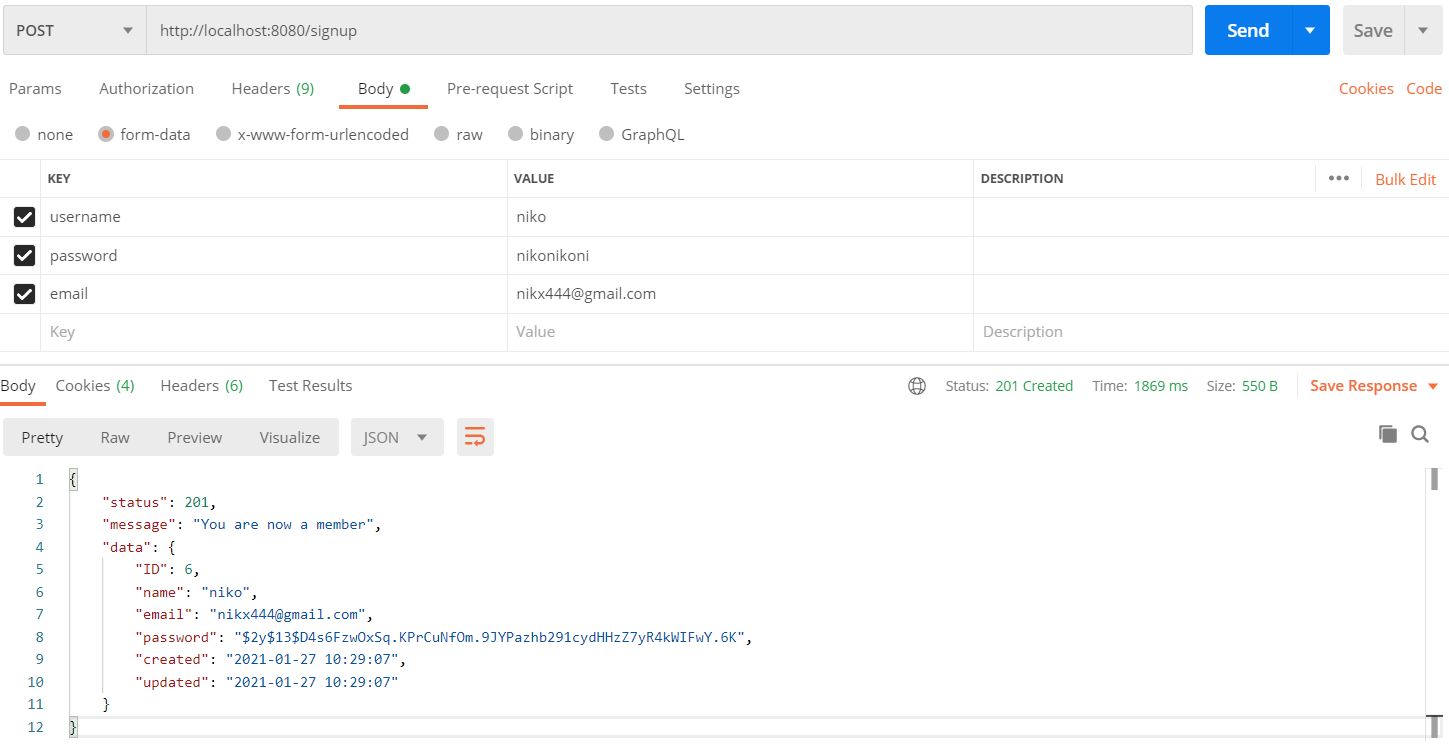 POST http://localhost:8080/signup Send Save
Params Authorization Headers (9) Body Pre-request Script Tests Settings Cookies Code
none form-data x-www-form-urlencoded raw binary GraphQL
KEY VALUE DESCRIPTION ••• Bulk Edit
username niko
password nikonikoni
email nikx444@gmail.com
Key Value Description
Body Cookies (4) Headers (6) Test Results Status: 201 Created Time: 1869 ms Size: 550 B Save Response
Pretty Raw Preview Visualize JSON
1 {
2 "status": 201,
3 "message": "You are now a member",
4 "data": {
5 "ID": 6,
6 "name": "niko",
7 "email": "nikx444@gmail.com",
8 "password": "$2y$13$D4s6FzwOxSq.KPrCuNfOm.9JYPazhb291cydHHzZ7yR4kWIFwY.6K",
9 "created": "2021-01-27 10:29:07",
10 "updated": "2021-01-27 10:29:07"
11 }
12 }